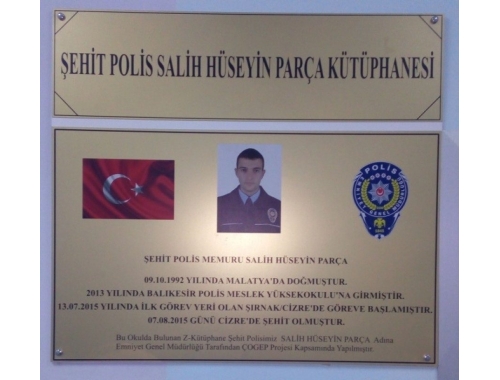 ŞEHİT POLİS SALİH HÜSEYİN PARÇA KÜTÜPHANESİ
POLİS
ŞEHİT POLİS MEMURU SALİH HÜSEYİN PARÇA
09.10.1992 YILINDA MALATYA'DA DOĞMUŞTUR.
2013 YILINDA BALIKESİR POLİS MESLEK YÜKSEKOKULU'NA GİRMİŞTİR.
13.07.2015 YILINDA İLK GÖREV YERİ OLAN ŞIRNAK/CİZRE'DE GÖREVE BAŞLAMIŞTIR.
07.08.2015 GÜNÜ CİZRE'DE ŞEHİT OLMUŞTUR.
Bu Okulda Bulunan Z-Kütüphane Şehit Polisimiz SALİH HÜSEYİN PARÇA Adına
Emniyet Genel Müdürlüğü Tarafından ÇOGEP Projesi Kapsamında Yapılmıştır.